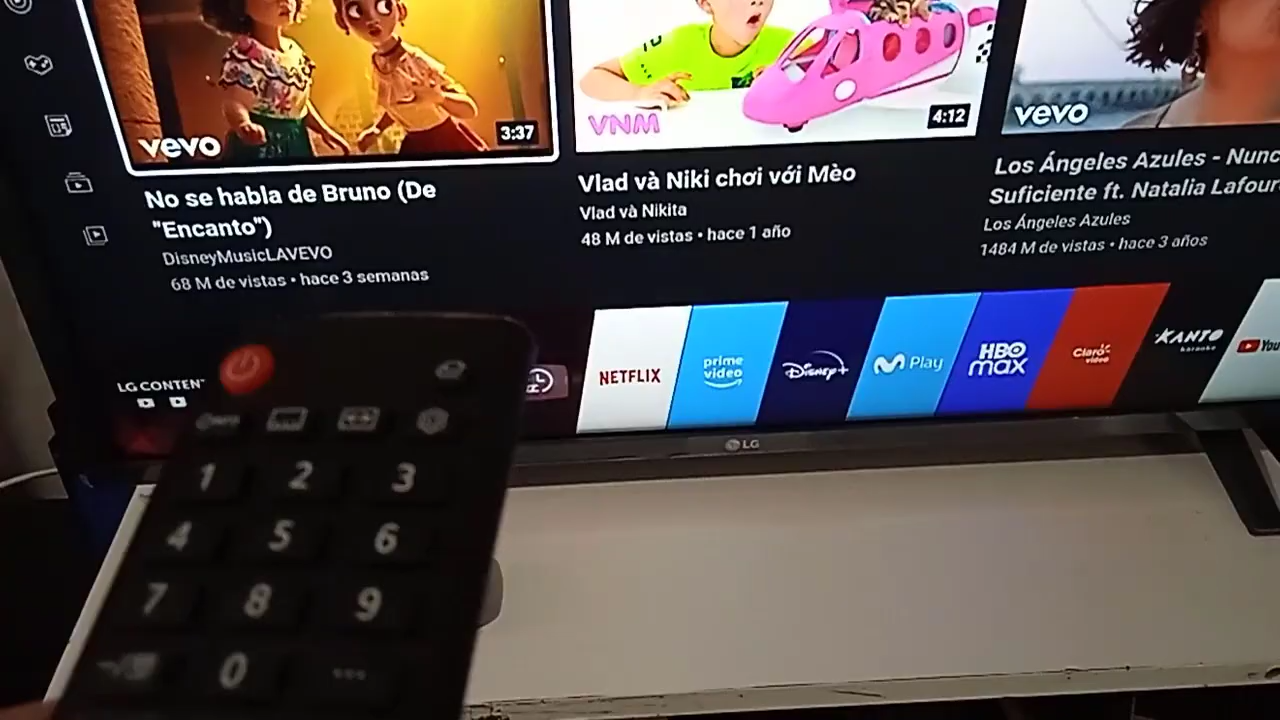 vevo
3:37
VNM
4:12
vevo
No se habla de Bruno (De
"Encanto")
DisneyMusicLAVEVO
68 M de vistas • hace 3 semanas
Vlad và Niki chơi với Mèo
Vlad và Nikita
48 M de vistas • hace 1 año
Los Ángeles Azules - Nunc
Suficiente ft. Natalia Lafour
Los Ángeles Azules
1484 M de vistas • hace 3 años
LG CONTEN
NETFLIX
prime
video
Disney+
Play
HBO
max
Claro
video
KANTO
karaoke
You
LG
1 2 3
4 5 6
7 8 9
0 ...